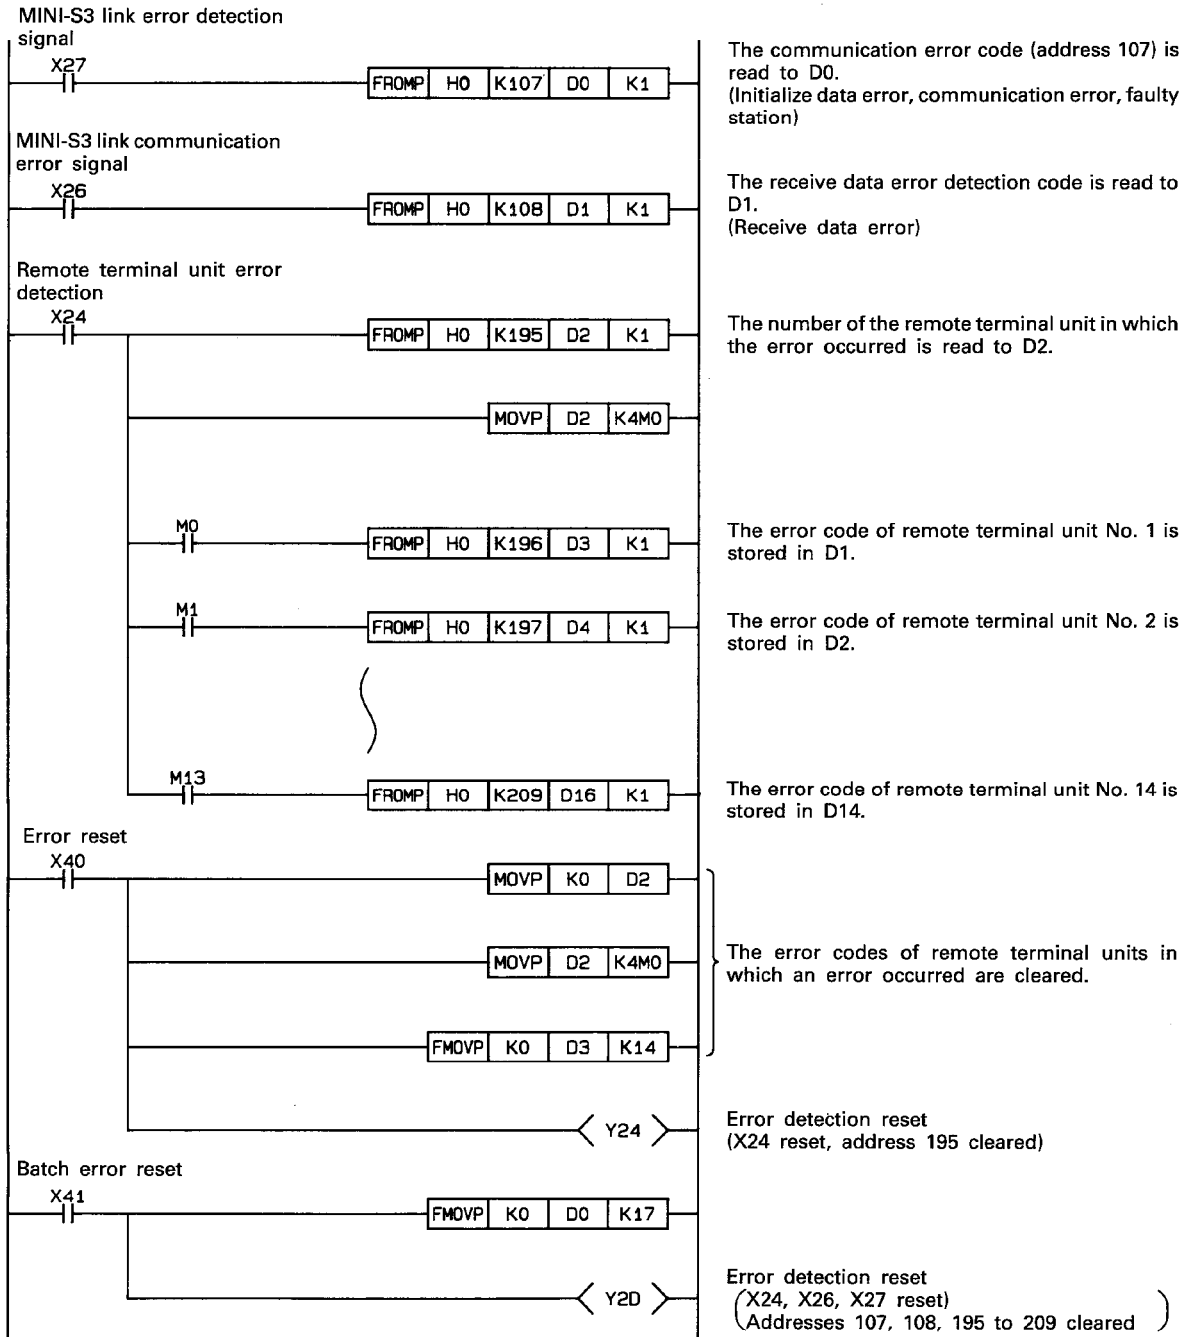 MINI-S3 link error detection
signal
X27
FROMP H0 K107 D0 K1
The communication error code (address 107) is
read to D0.
(Initialize data error, communication error, faulty
station)
MINI-S3 link communication
error signal
X26
FROMP H0 K108 D1 K1
The receive data error detection code is read to
D1.
(Receive data error)
Remote terminal unit error
detection
X24
FROMP H0 K195 D2 K1
The number of the remote terminal unit in which
the error occurred is read to D2.
MOVP D2 K4M0
M0
FROMP H0 K196 D3 K1
The error code of remote terminal unit No. 1 is
stored in D1.
M1
FROMP H0 K197 D4 K1
The error code of remote terminal unit No. 2 is
stored in D2.
M13
FROMP H0 K209 D16 K1
The error code of remote terminal unit No. 14 is
stored in D14.
Error reset
X40
MOVP K0 D2
MOVP D2 K4M0
The error codes of remote terminal units in
which an error occurred are cleared.
FMOVP K0 D3 K14
Y24
Error detection reset
(X24 reset, address 195 cleared)
Batch error reset
X41
FMOVP K0 D0 K17
Y2D
Error detection reset
(X24, X26, X27 reset)
Addresses 107, 108, 195 to 209 cleared )